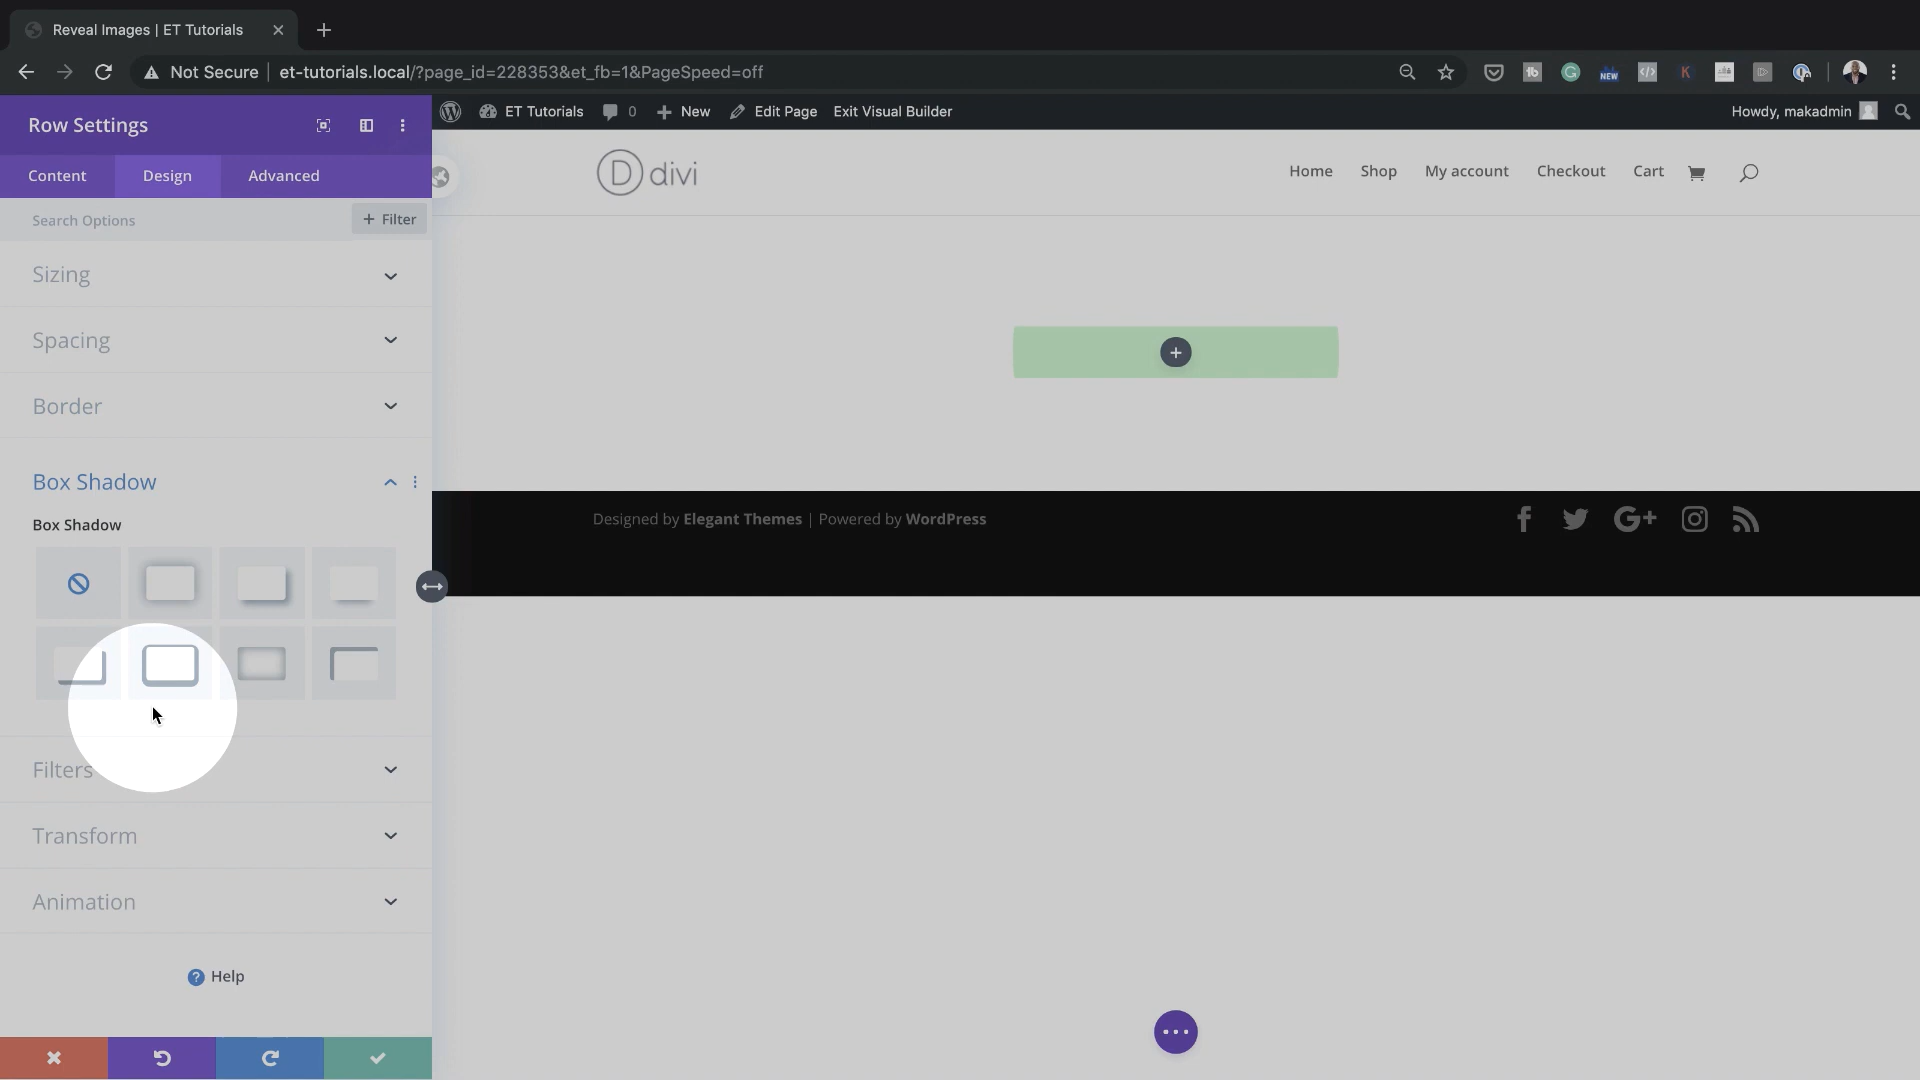 Reveal Images | ET Tutorials
Not Secure | et-tutorials.local/?page_id=228353&et_fb=1&PageSpeed=off
NEW
K
Row Settings
ET Tutorials 0 New Edit Page Exit Visual Builder Howdy, makadmin
Content Design Advanced
D divi
Home Shop My account Checkout Cart
Search Options + Filter
Sizing
Spacing
Border
Box Shadow
Box Shadow
Designed by Elegant Themes | Powered by WordPress
G+
Filters
Transform
Animation
? Help